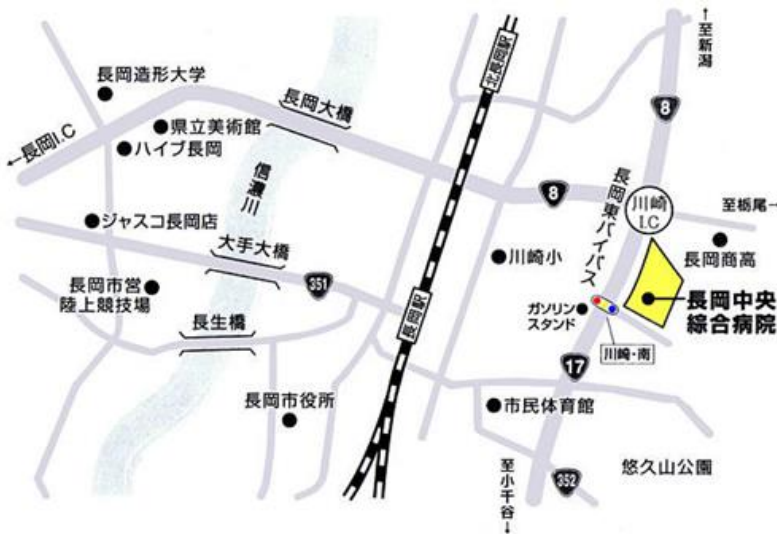 ↑至新潟
北長岡駅
長岡造形大学
長岡大橋
8
県立美術館
←長岡I.C
ハイブ長岡
信濃川
長岡東バイパス
8
川崎
I.C
至栃尾→
ジャスコ長岡店
大手大橋
川崎小
長岡商高
長岡市営
陸上競技場
351
長岡駅
ガソリン
スタンド
長岡中央
綜合病院
長生橋
川崎・南
17
長岡市役所
市民体育館
悠久山公園
至小千谷↓
352